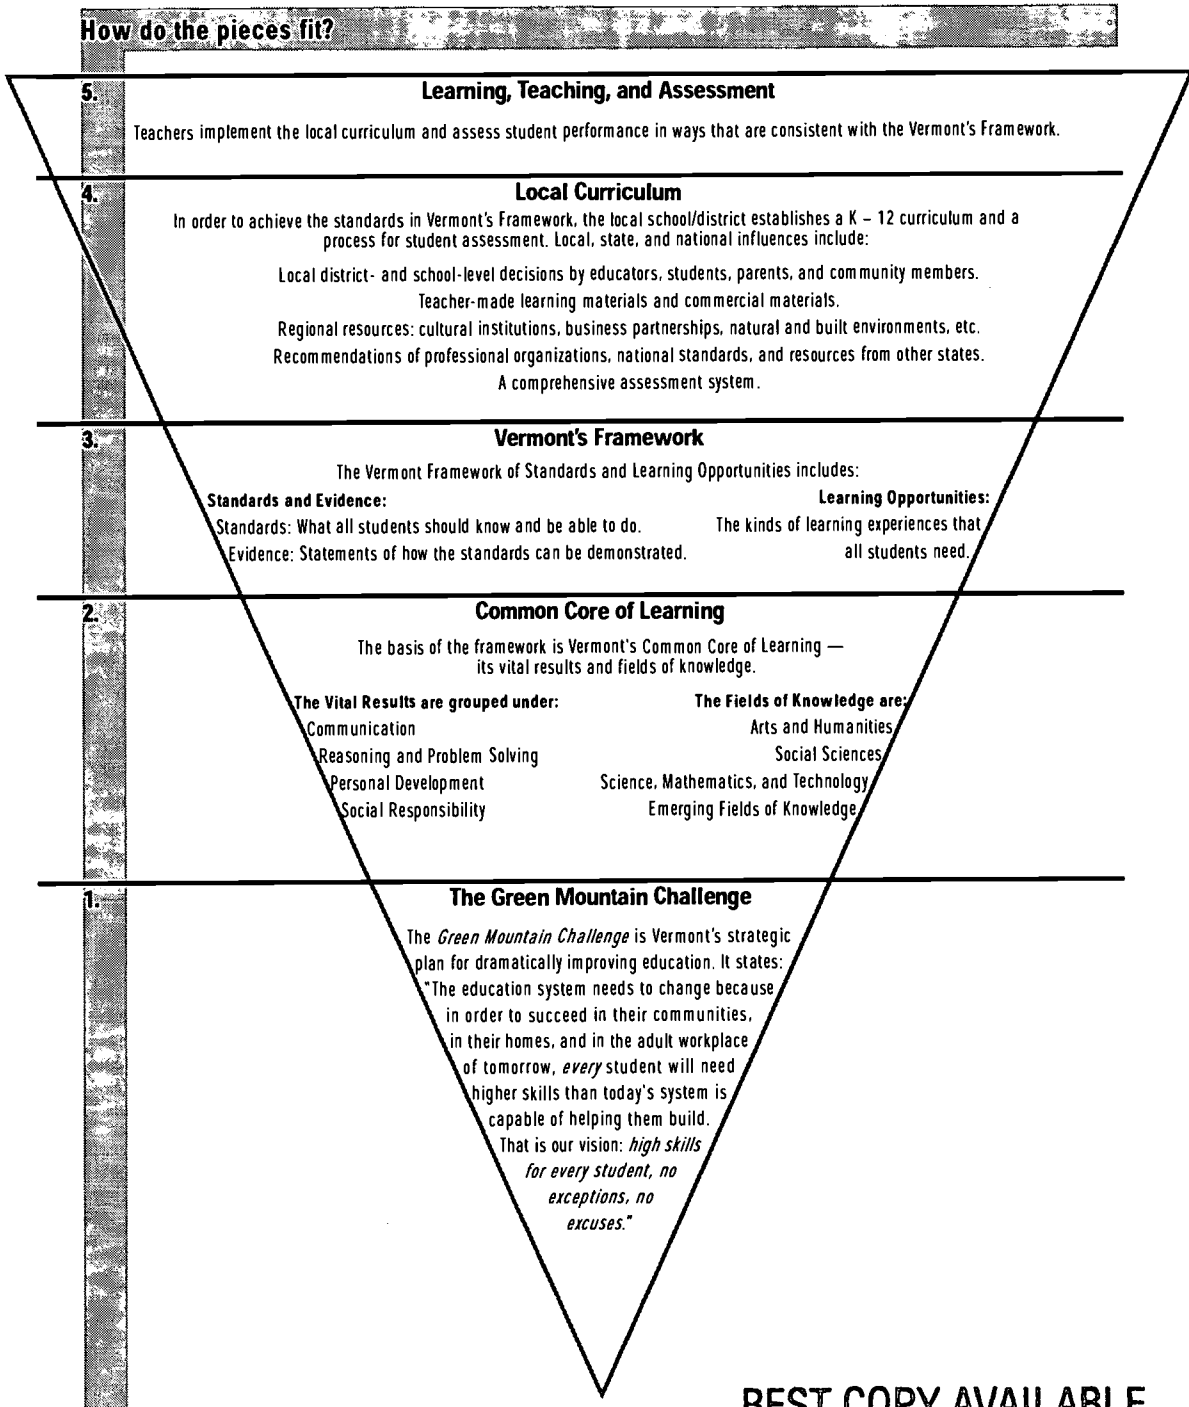 How do the pieces fit?
5.
Learning, Teaching, and Assessment
Teachers implement the local curriculum and assess student performance in ways that are consistent with the Vermont's Framework.
4.
Local Curriculum
In order to achieve the standards in Vermont's Framework, the local school/district establishes a K – 12 curriculum and a
process for student assessment. Local, state, and national influences include:
Local district- and school-level decisions by educators, students, parents, and community members.
Teacher-made learning materials and commercial materials.
Regional resources: cultural institutions, business partnerships, natural and built environments, etc.
Recommendations of professional organizations, national standards, and resources from other states.
A comprehensive assessment system.
3.
Vermont's Framework
The Vermont Framework of Standards and Learning Opportunities includes:
Standards and Evidence:
Standards: What all students should know and be able to do.
Evidence: Statements of how the standards can be demonstrated.
Learning Opportunities:
The kinds of learning experiences that
all students need.
2.
Common Core of Learning
The basis of the framework is Vermont's Common Core of Learning —
its vital results and fields of knowledge.
The Vital Results are grouped under:
Communication
Reasoning and Problem Solving
Personal Development
Social Responsibility
The Fields of Knowledge are:
Arts and Humanities
Social Sciences
Science, Mathematics, and Technology
Emerging Fields of Knowledge
1.
The Green Mountain Challenge
The Green Mountain Challenge is Vermont's strategic
plan for dramatically improving education. It states:
"The education system needs to change because
in order to succeed in their communities,
in their homes, and in the adult workplace
of tomorrow, every student will need
higher skills than today's system is
capable of helping them build.
That is our vision: high skills
for every student, no
exceptions, no
excuses."
BEST COPY AVAILABLE